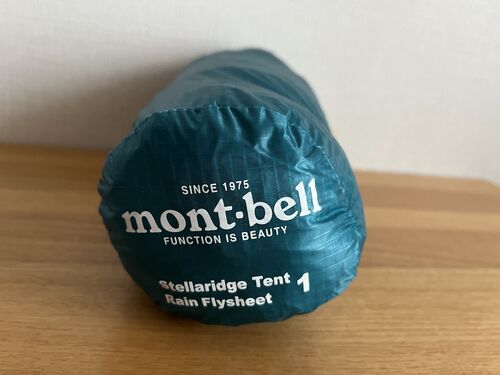 SINCE 1975
mont·bell
FUNCTION IS BEAUTY
Stellaridge Tent 1
Rain Flysheet